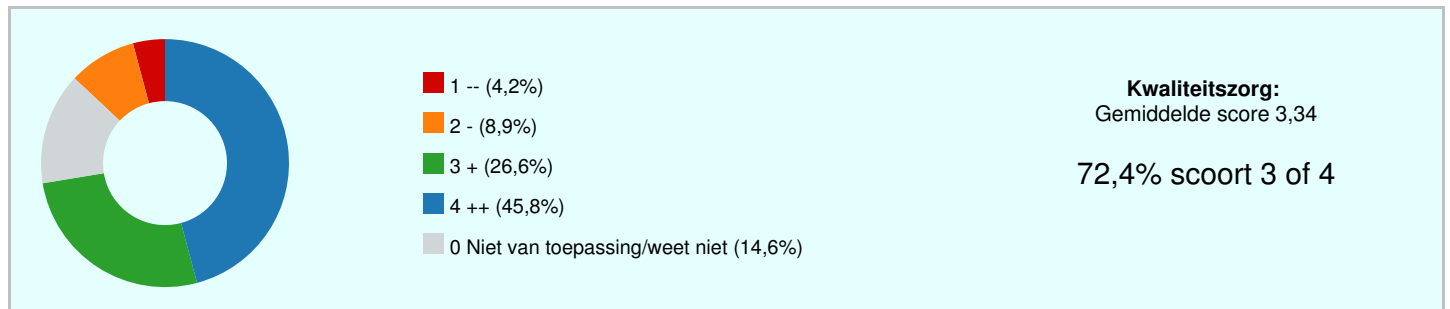 1 -- (4,2%)
2 - (8,9%)
3 + (26,6%)
4 ++ (45,8%)
0 Niet van toepassing/weet niet (14,6%)
Kwaliteitszorg:
Gemiddelde score 3,34
72,4% scoort 3 of 4